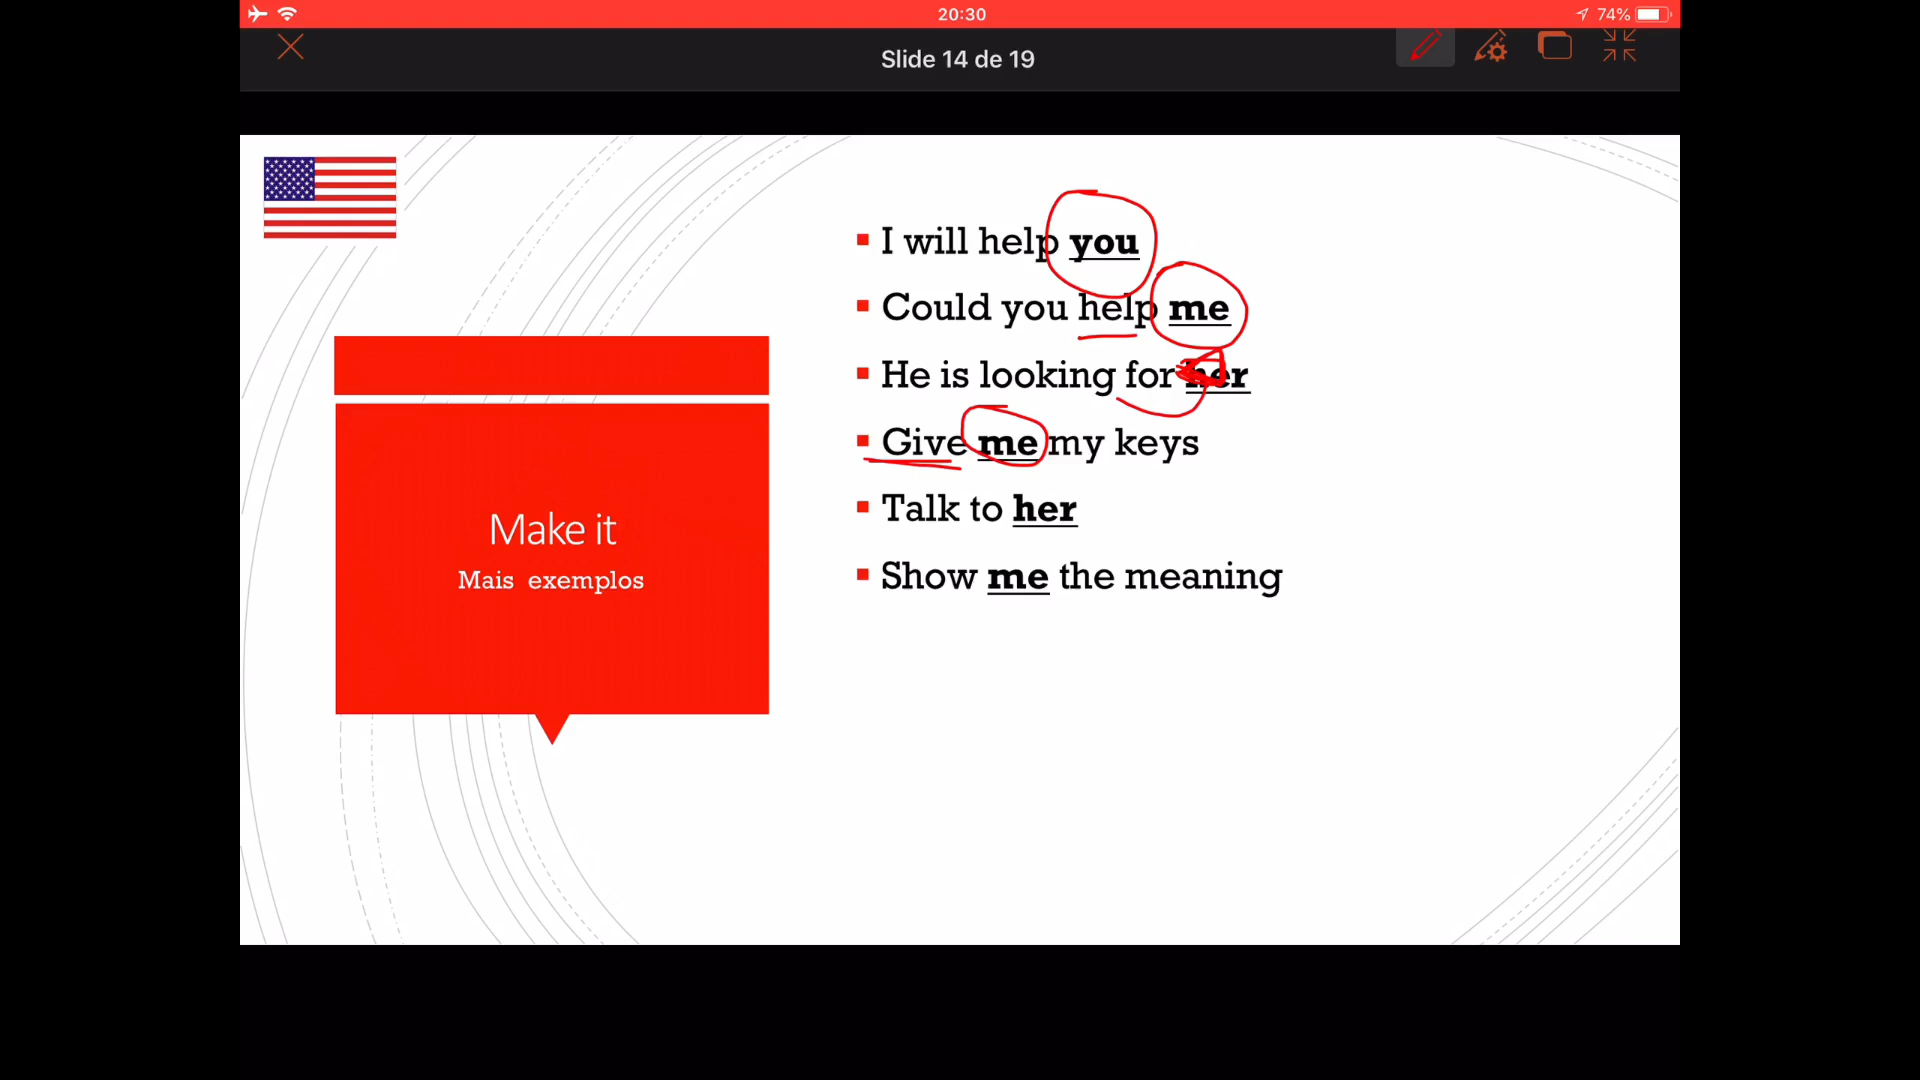 20:30
74%
Slide 14 de 19
I will help you
Could you help me
He is looking for her
Give me my keys
Talk to her
Show me the meaning
Make it
Mais exemplos